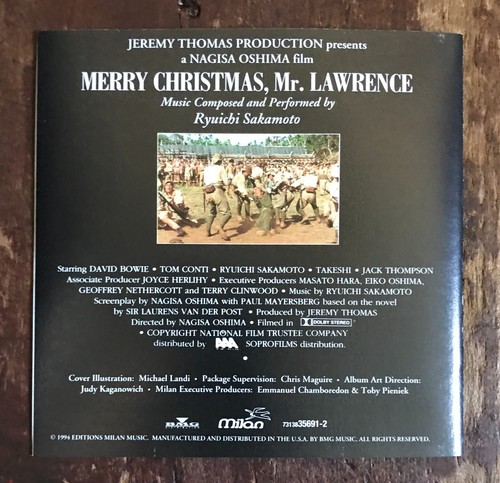 JEREMY THOMAS PRODUCTION presents
a NAGISA OSHIMA film
MERRY CHRISTMAS, Mr. LAWRENCE
Music Composed and Performed by
Ryuichi Sakamoto
Starring DAVID BOWIE • TOM CONTI • RYUICHI SAKAMOTO • TAKESHI • JACK THOMPSON
Associate Producer JOYCE HERLIHY • Executive Producers MASATO HARA, EIKO OSHIMA,
GEOFFREY NETHERCOTT and TERRY CLINWOOD • Music by RYUICHI SAKAMOTO
Screenplay by NAGISA OSHIMA with PAUL MAYERSBERG based on the novel
by SIR LAURENS VAN DER POST • Produced by JEREMY THOMAS
Directed by NAGISA OSHIMA • Filmed in DOLBY STEREO
• COPYRIGHT NATIONAL FILM TRUSTEE COMPANY
distributed by AAA SOPROFILMS distribution.
•
Cover Illustration: Michael Landi • Package Supervision: Chris Maguire • Album Art Direction:
Judy Kaganowich • Milan Executive Producers: Emmanuel Chamboredon & Toby Pieniek
BMG MUSIC milan 7313835691-2
© 1994 EDITIONS MILAN MUSIC. MANUFACTURED AND DISTRIBUTED IN THE U.S.A. BY BMG MUSIC, ALL RIGHTS RESERVED.